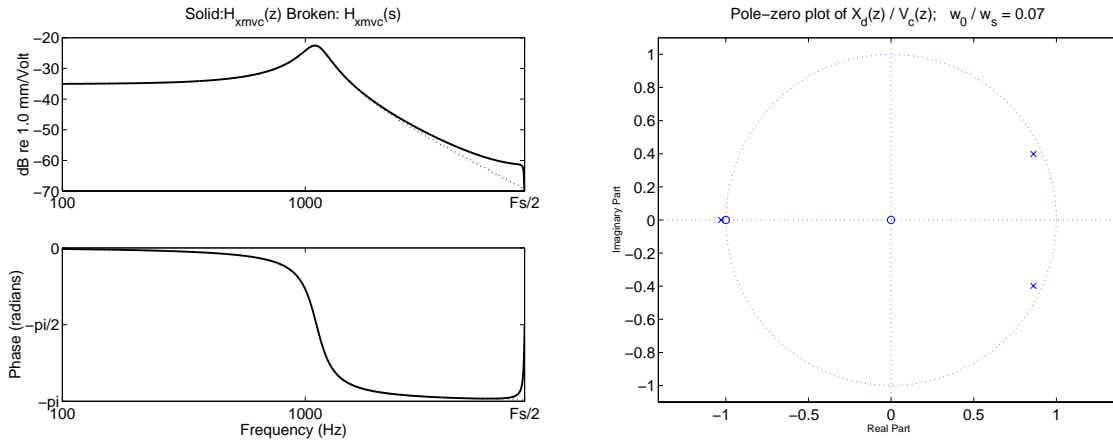 Solid:H_xmvc(z) Broken: H_xmvc(s)
dB re 1.0 mm/Volt
−20
−30
−40
−50
−60
−70
100
1000
Fs/2
Phase (radians)
0
−pi/2
−pi
100
1000
Fs/2
Frequency (Hz)
Pole−zero plot of X_d(z) / V_c(z); w_0 / w_s = 0.07
Imaginary Part
1
0.8
0.6
0.4
0.2
0
−0.2
−0.4
−0.6
−0.8
−1
−1
−0.5
0
0.5
1
Real Part